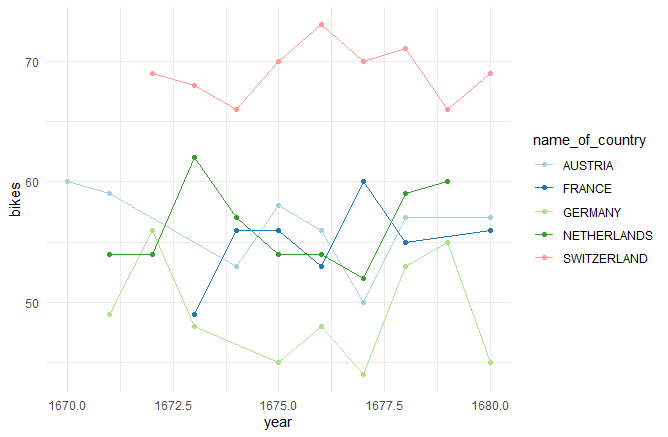 70
60
50
bikes
1670.0 1672.5 1675.0 1677.5 1680.0
year
name_of_country
AUSTRIA
FRANCE
GERMANY
NETHERLANDS
SWITZERLAND